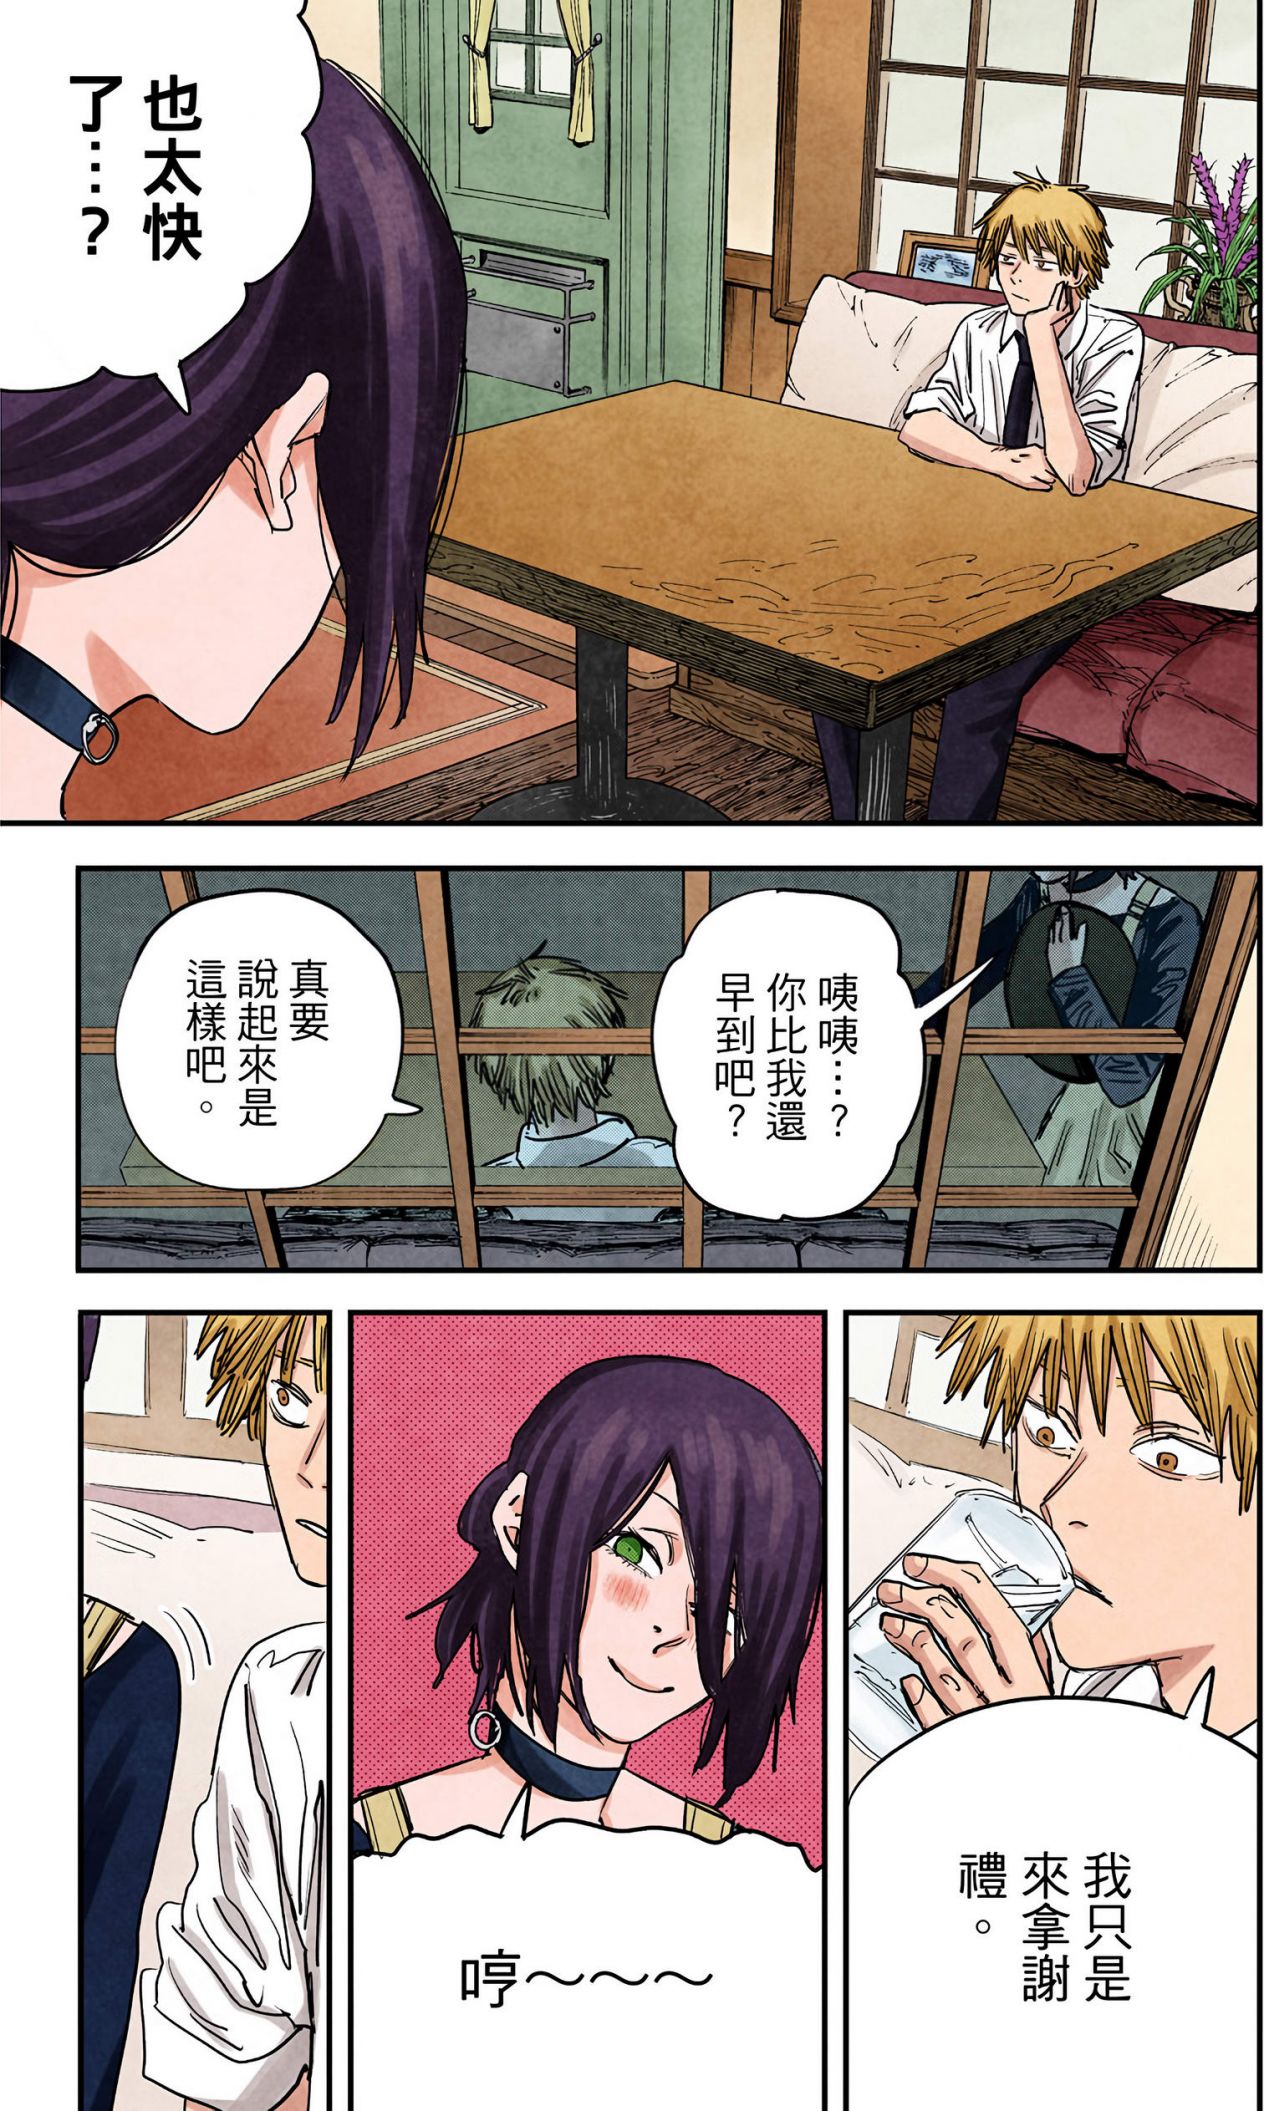 也太快
了…？
咦咦…？
你比我還
早到吧？
真要
說起來是
這樣吧。
我只是
來拿謝
禮。
哼～～～